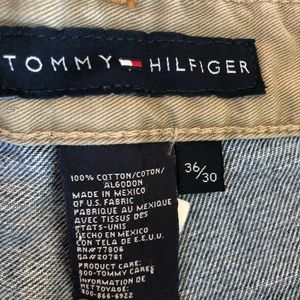 TOMMY HILFIGER
100% COTTON/COTON/
ALGODON
MADE IN MEXICO
OF U.S. FABRIC
FABRIQUE AU MEXIQUE
AVEC TISSUS DES
ETATS-UNIS
HECHO EN MEXICO
CON TELA DE E.E.U.U.
RN#77806
CA#20781
PRODUCT CARE:
800-TOMMY CARES
INFORMATION DE
NETTOYAGE:
800-866-6922
36/30